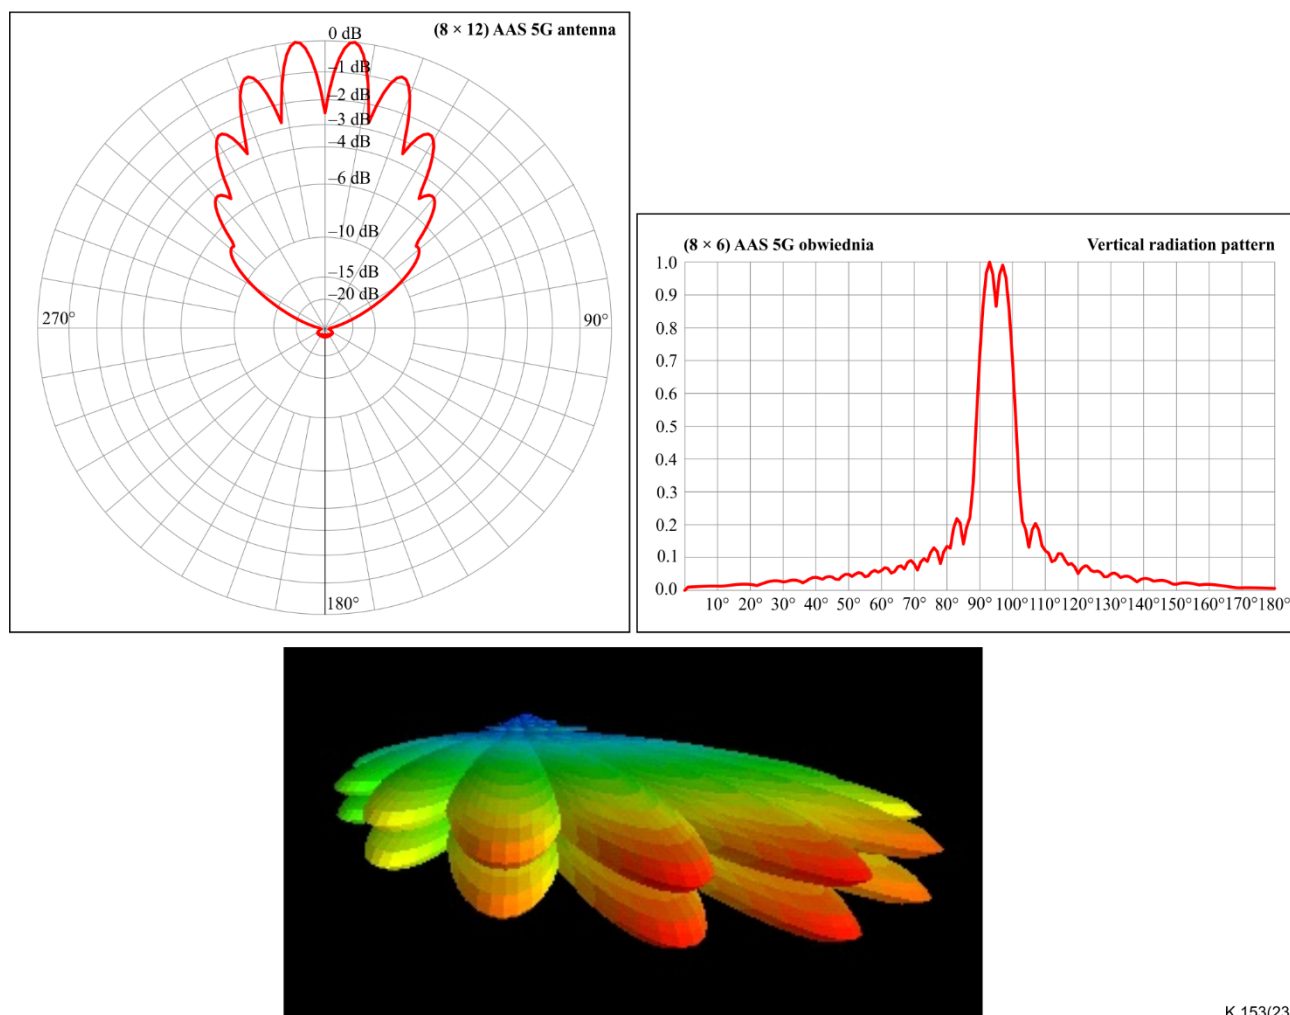 (8 × 12) AAS 5G antenna
0 dB
–1 dB
–2 dB
–3 dB
–4 dB
–6 dB
–10 dB
–15 dB
–20 dB
270°
90°
180°
(8 × 6) AAS 5G obwiednia Vertical radiation pattern
1.0
0.9
0.8
0.7
0.6
0.5
0.4
0.3
0.2
0.1
0.0
10° 20° 30° 40° 50° 60° 70° 80° 90° 100° 110° 120° 130° 140° 150° 160° 170° 180°
K.153(23